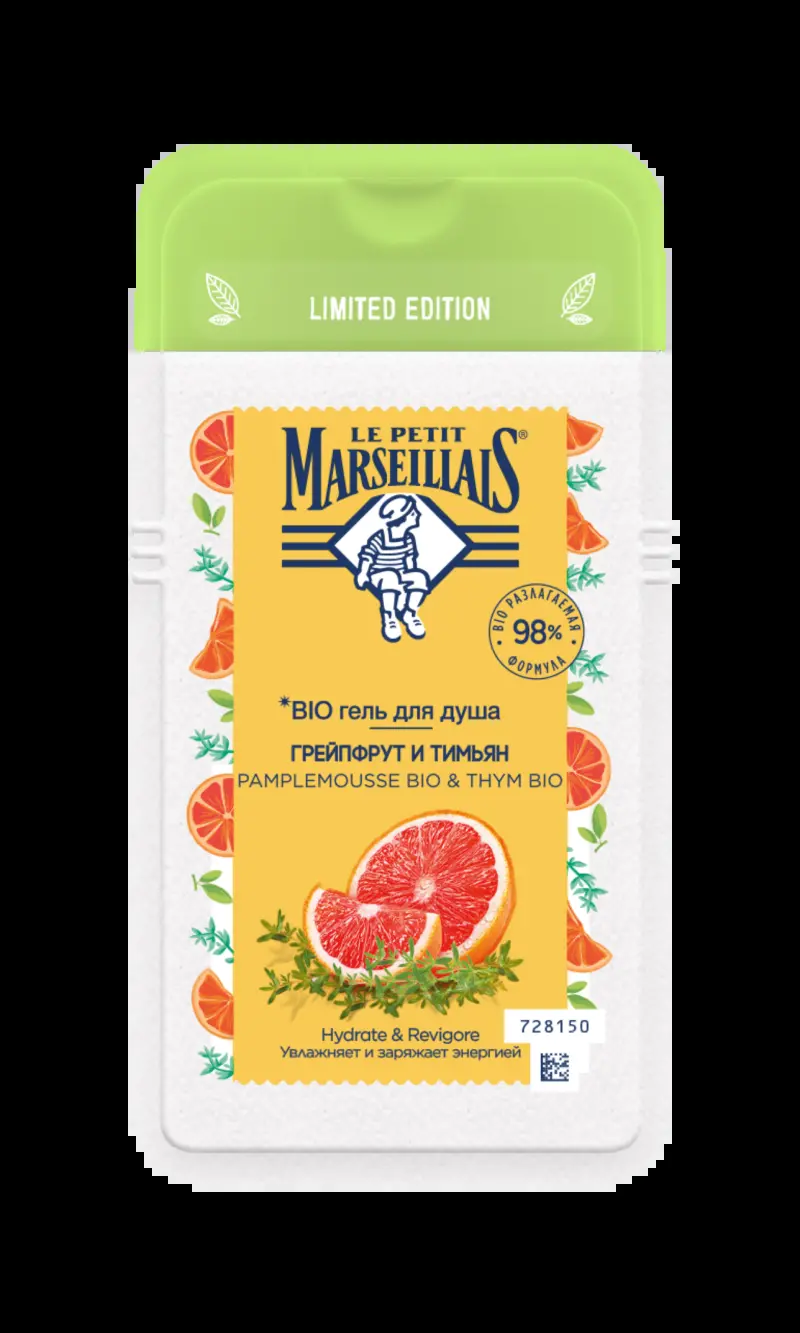 LIMITED EDITION
LE PETIT
MARSEILLAIS®
BIO РАЗЛАГАЕМАЯ
98%
ФОРМУЛА
*BIO гель для душа
ГРЕЙПФРУТ И ТИМЬЯН
PAMPLEMOUSSE BIO & THYM BIO
Hydrate & Revigore
Увлажняет и заряжает энергией
728150